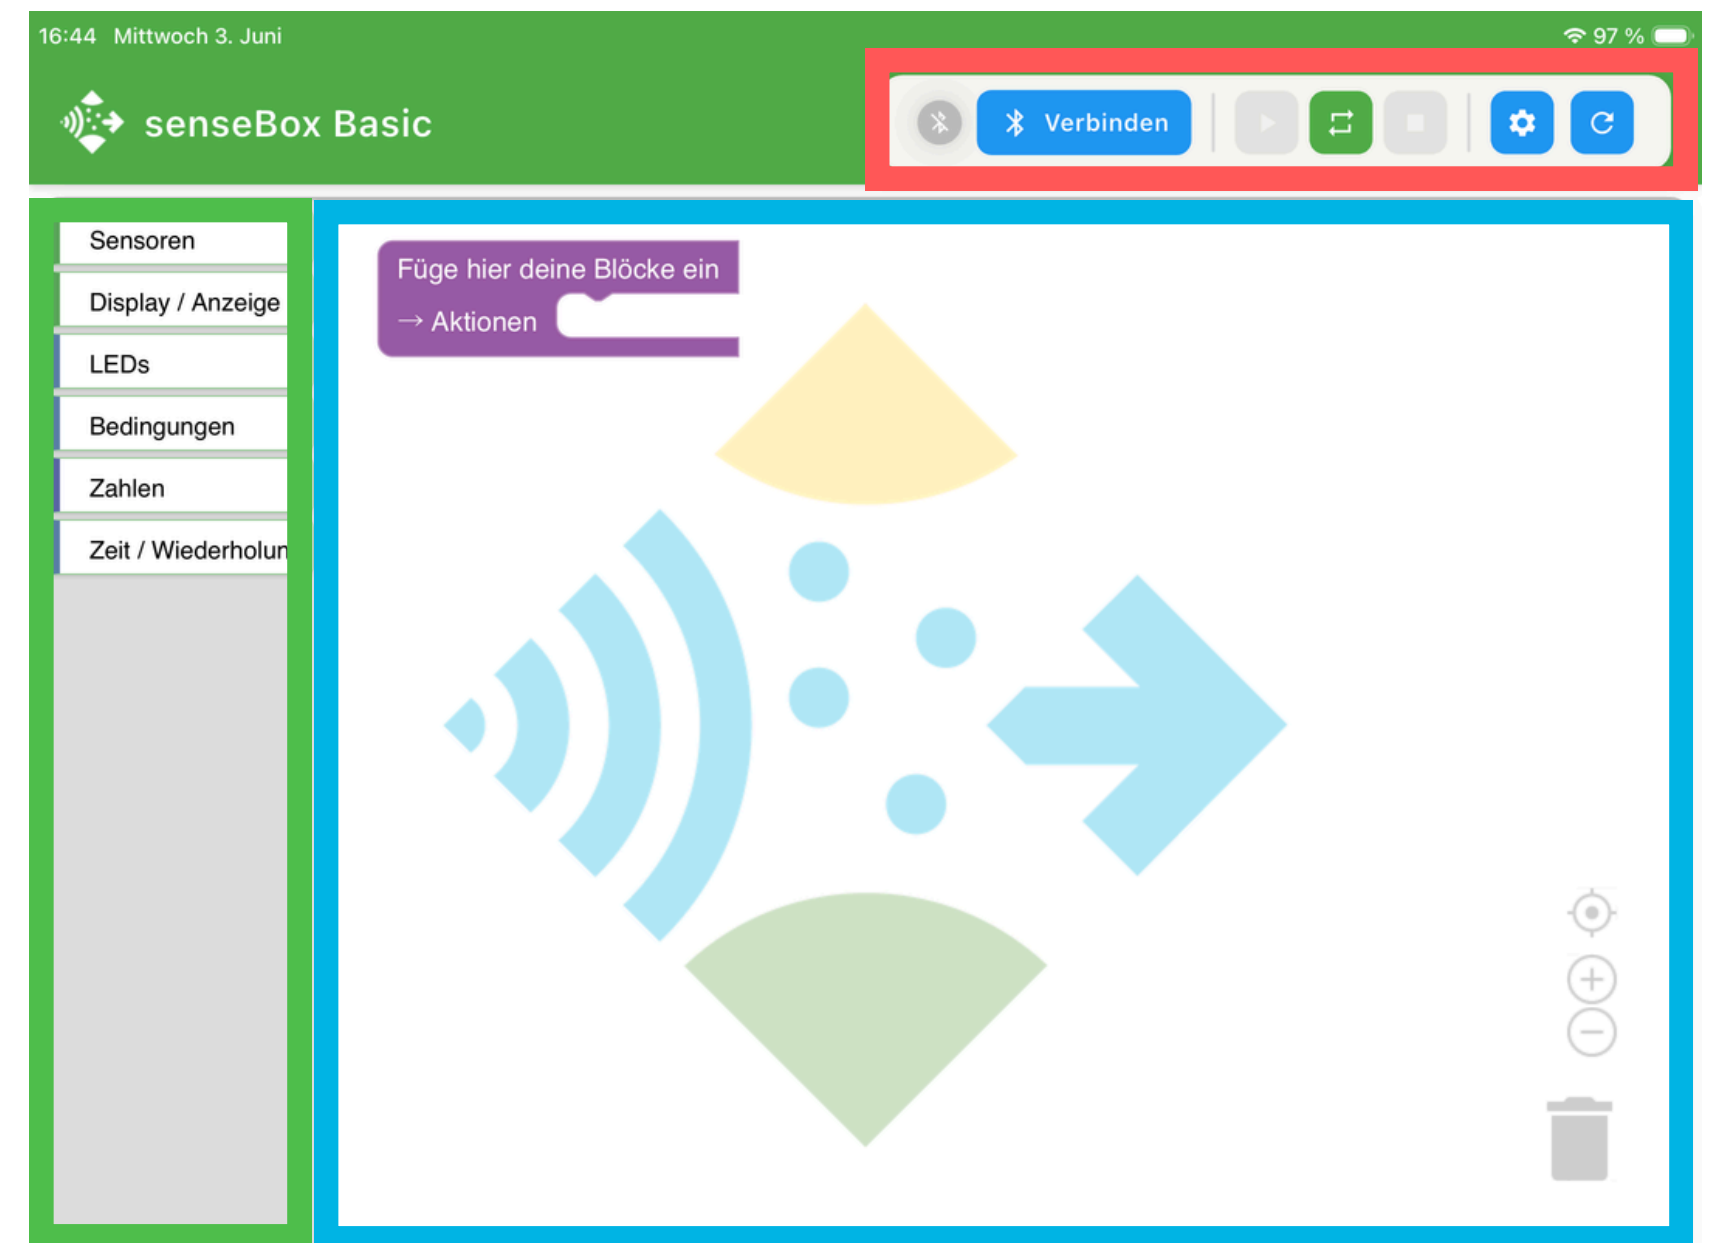 16:44 Mittwoch 3. Juni
97 %
senseBox Basic
Verbinden
Sensoren
Display / Anzeige
LEDs
Bedingungen
Zahlen
Zeit / Wiederholun
Füge hier deine Blöcke ein
→ Aktionen